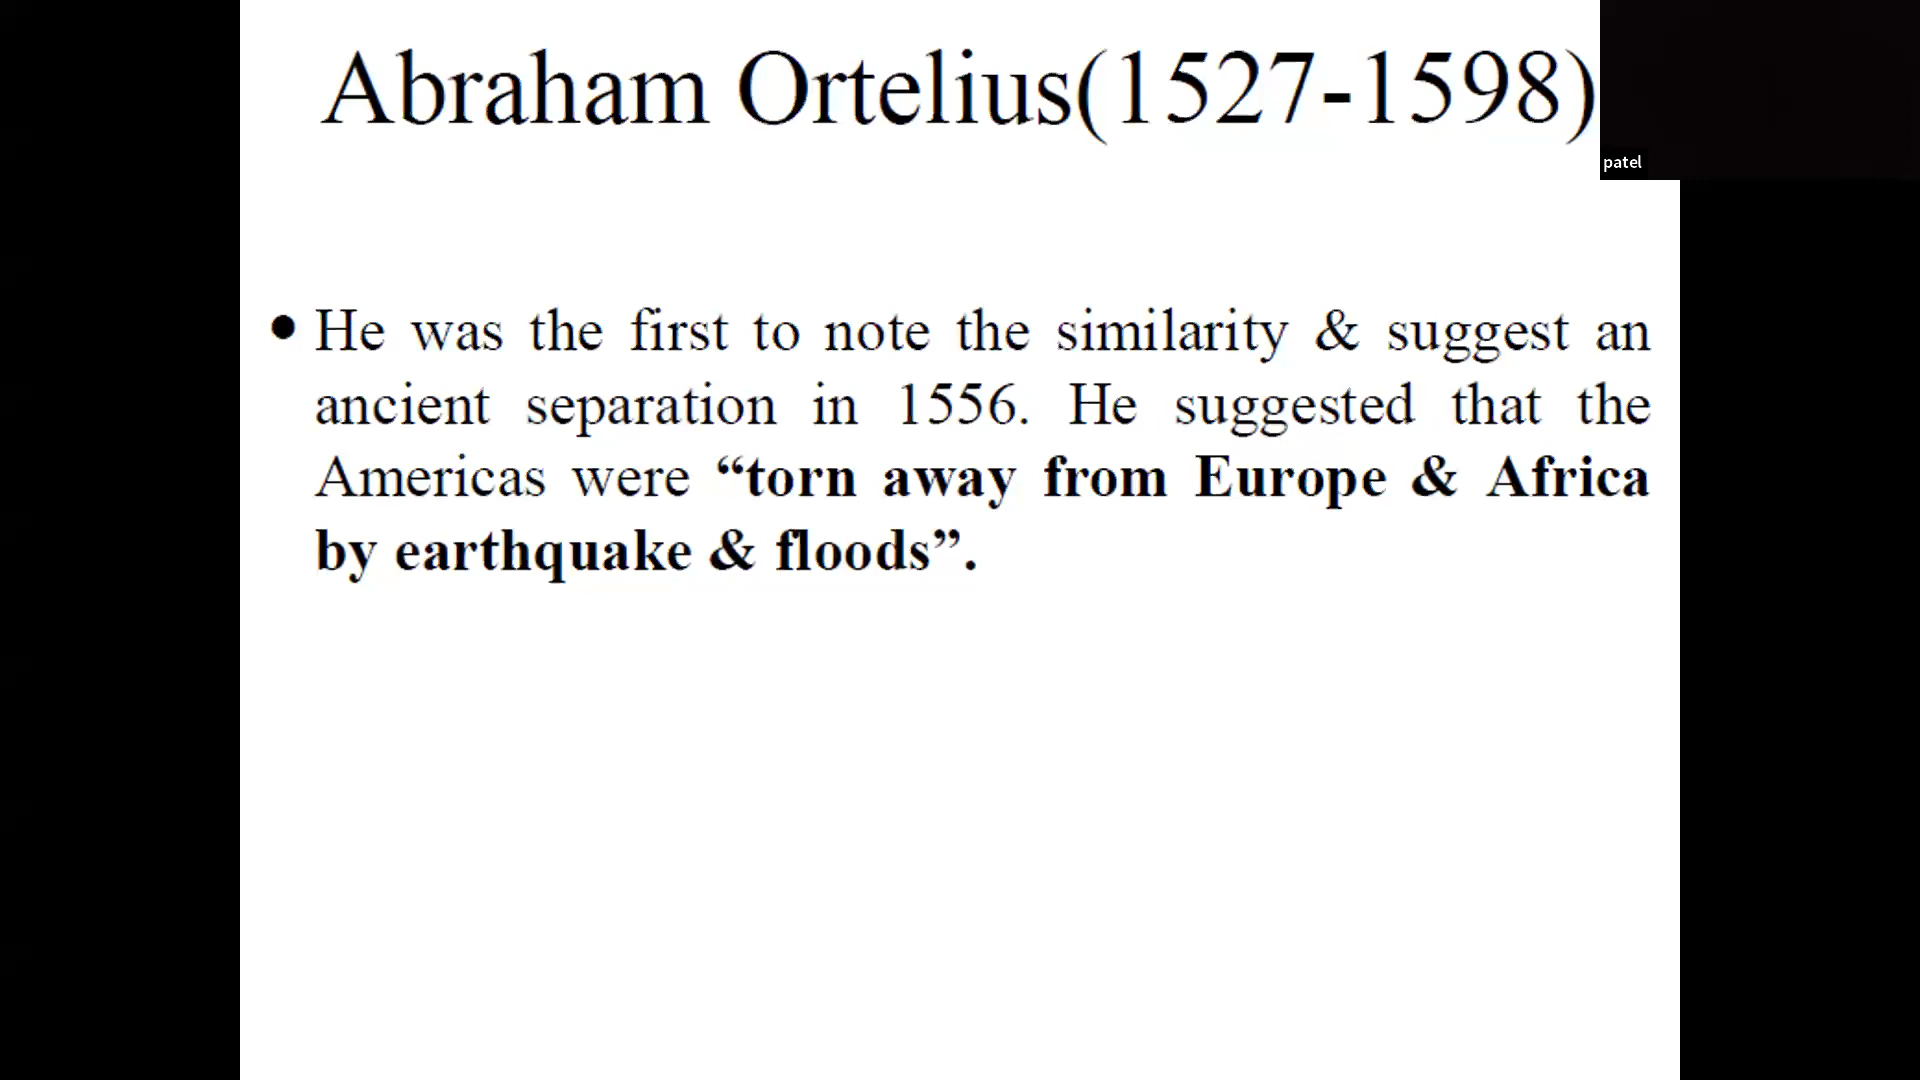 Abraham Ortelius(1527-1598)
patel
• He was the first to note the similarity & suggest an
ancient separation in 1556. He suggested that the
Americas were “torn away from Europe & Africa
by earthquake & floods”.